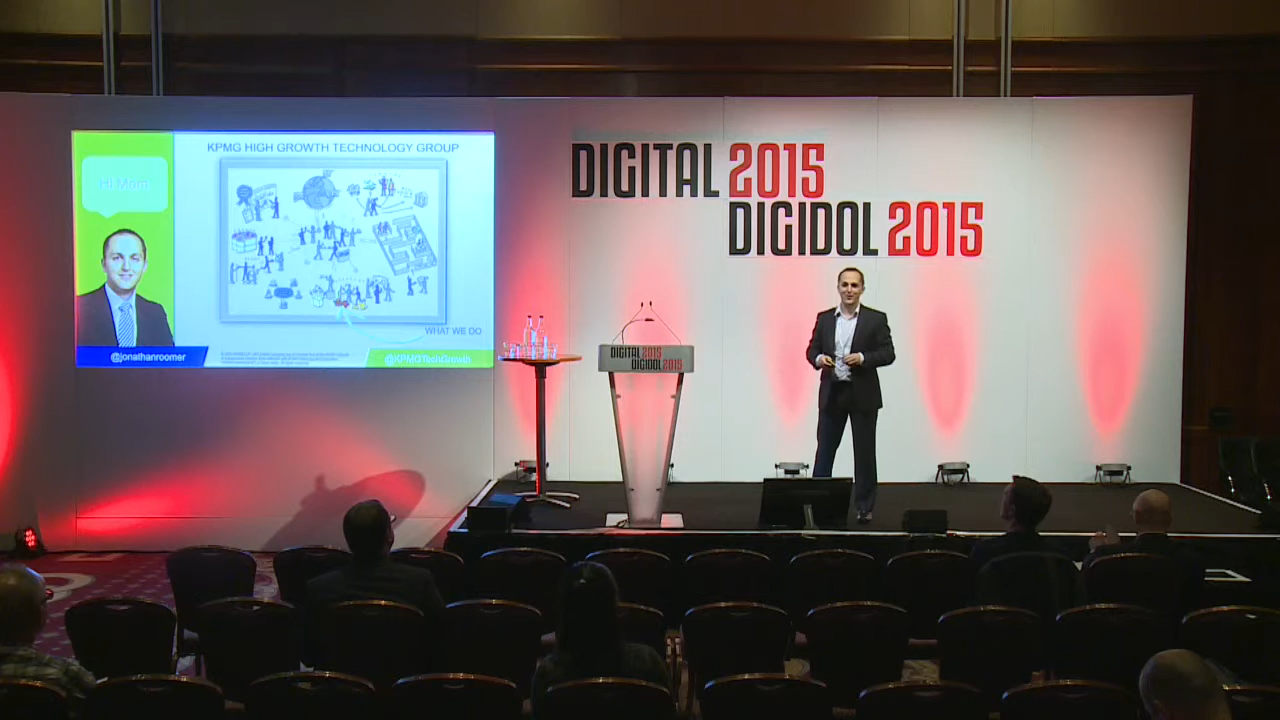 KPMG HIGH GROWTH TECHNOLOGY GROUP
Hi Mom
WHAT WE DO
@jonathanroomer
@KPMGTechGrowth
DIGITAL 2015
DIGIDOL 2015
DIGITAL 2015
DIGIDOL 2015